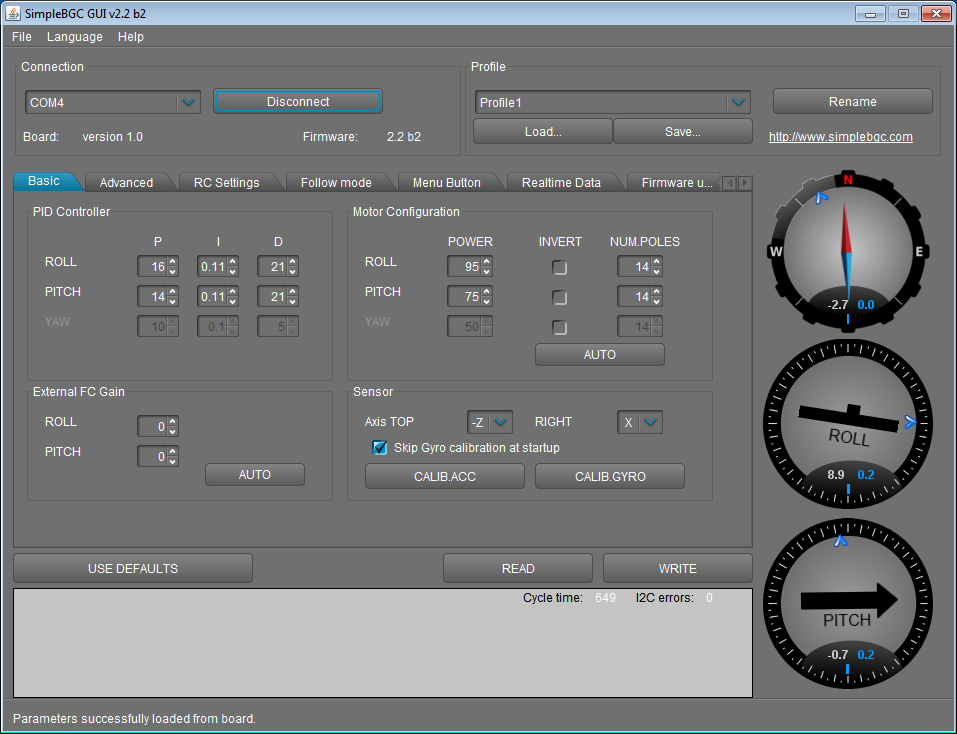 SimpleBGC GUI v2.2 b2
File Language Help
Connection
Profile
COM4
Disconnect
Profile1
Rename
Board: version 1.0 Firmware: 2.2 b2
Load... Save...
http://www.simplebgc.com
Basic Advanced RC Settings Follow mode Menu Button Realtime Data Firmware u...
PID Controller
P I D
ROLL 16 0.11 21
PITCH 14 0.11 21
YAW 10 0.1 5
Motor Configuration
POWER INVERT NUM.POLES
ROLL 95 14
PITCH 75 14
YAW 50 14
AUTO
External FC Gain
ROLL 0
PITCH 0
AUTO
Sensor
Axis TOP -Z RIGHT X
Skip Gyro calibration at startup
CALIB.ACC CALIB.GYRO
N
W E
-2.7 0.0
ROLL
8.9 0.2
PITCH
-0.7 0.2
USE DEFAULTS READ WRITE
Cycle time: 649 I2C errors: 0
Parameters successfully loaded from board.